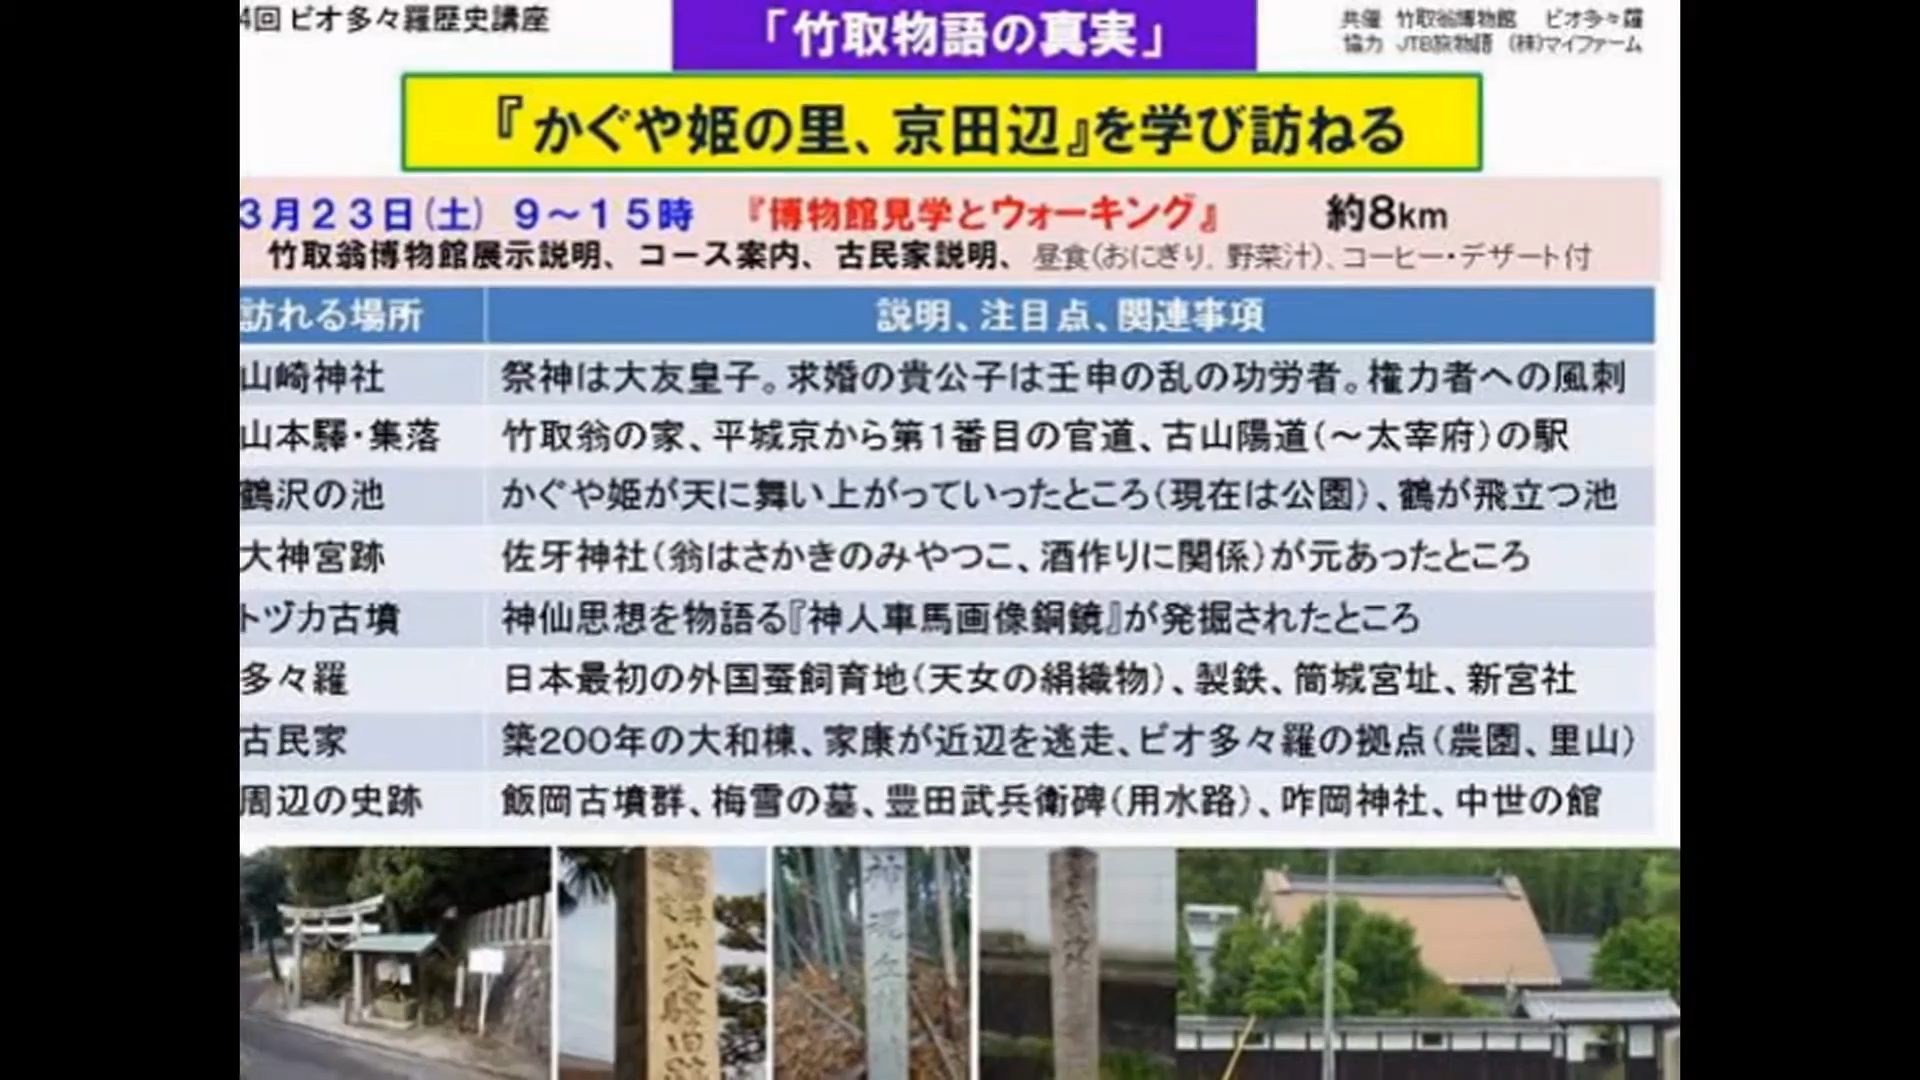 4回 ビオ多々羅歴史講座
「竹取物語の真実」
共催 竹取翁博物館 ビオ多々羅
協力 JTB旅物語 (株)マイファーム
『かぐや姫の里、京田辺』を学び訪ねる
3月23日(土) 9～15時 『博物館見学とウォーキング』 約8km
竹取翁博物館展示説明、コース案内、古民家説明、昼食(おにぎり, 野菜汁)、コーヒー・デザート付
訪れる場所 説明、注目点、関連事項
山崎神社 祭神は大友皇子。求婚の貴公子は壬申の乱の功労者。権力者への風刺
山本驛・集落 竹取翁の家、平城京から第1番目の官道、古山陽道(～太宰府)の駅
鶴沢の池 かぐや姫が天に舞い上がっていったところ(現在は公園)、鶴が飛立つ池
大神宮跡 佐牙神社(翁はさかきのみやつこ、酒作りに関係)が元あったところ
トヅカ古墳 神仙思想を物語る『神人車馬画像銅鏡』が発掘されたところ
多々羅 日本最初の外国蚕飼育地(天女の絹織物)、製鉄、筒城宮址、新宮社
古民家 築200年の大和棟、家康が近辺を逃走、ビオ多々羅の拠点(農園、里山)
周辺の史跡 飯岡古墳群、梅雪の墓、豊田武兵衛碑(用水路)、咋岡神社、中世の館
山本驛旧跡